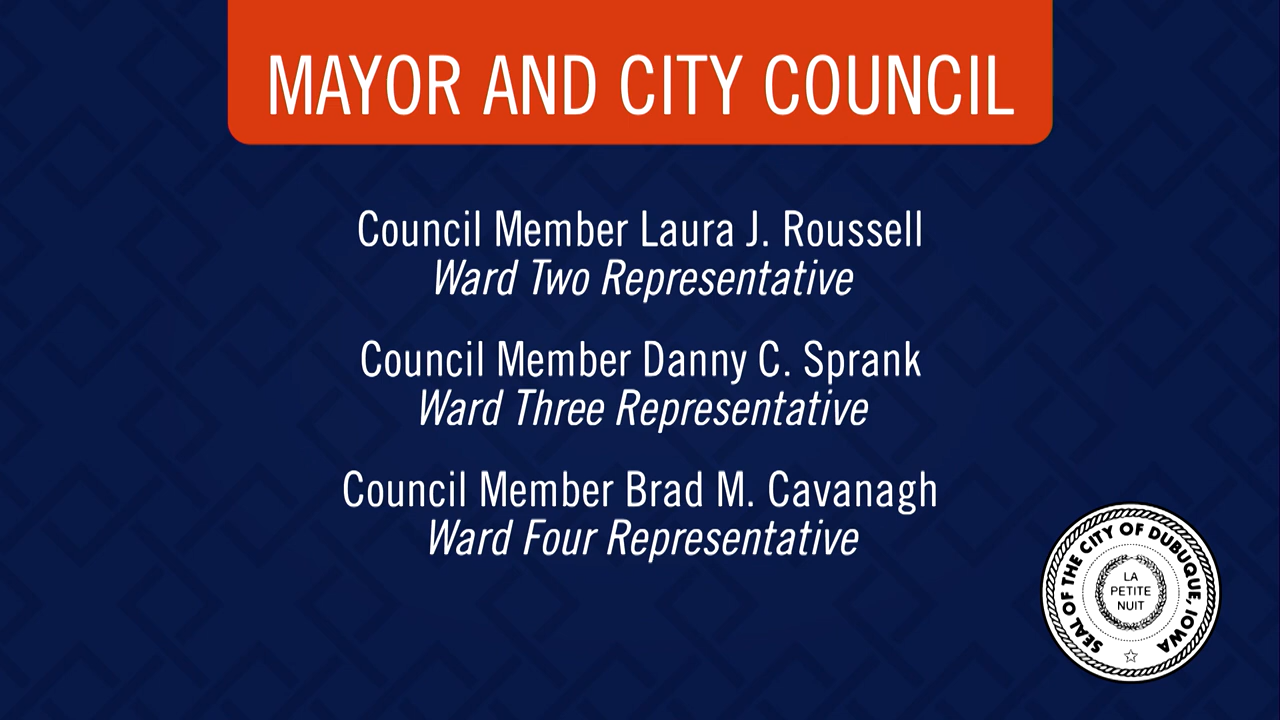 MAYOR AND CITY COUNCIL
Council Member Laura J. Roussell
Ward Two Representative
Council Member Danny C. Sprank
Ward Three Representative
Council Member Brad M. Cavanagh
Ward Four Representative
SEAL OF THE CITY OF DUBUQUE, IOWA
LA
PETITE
NUIT